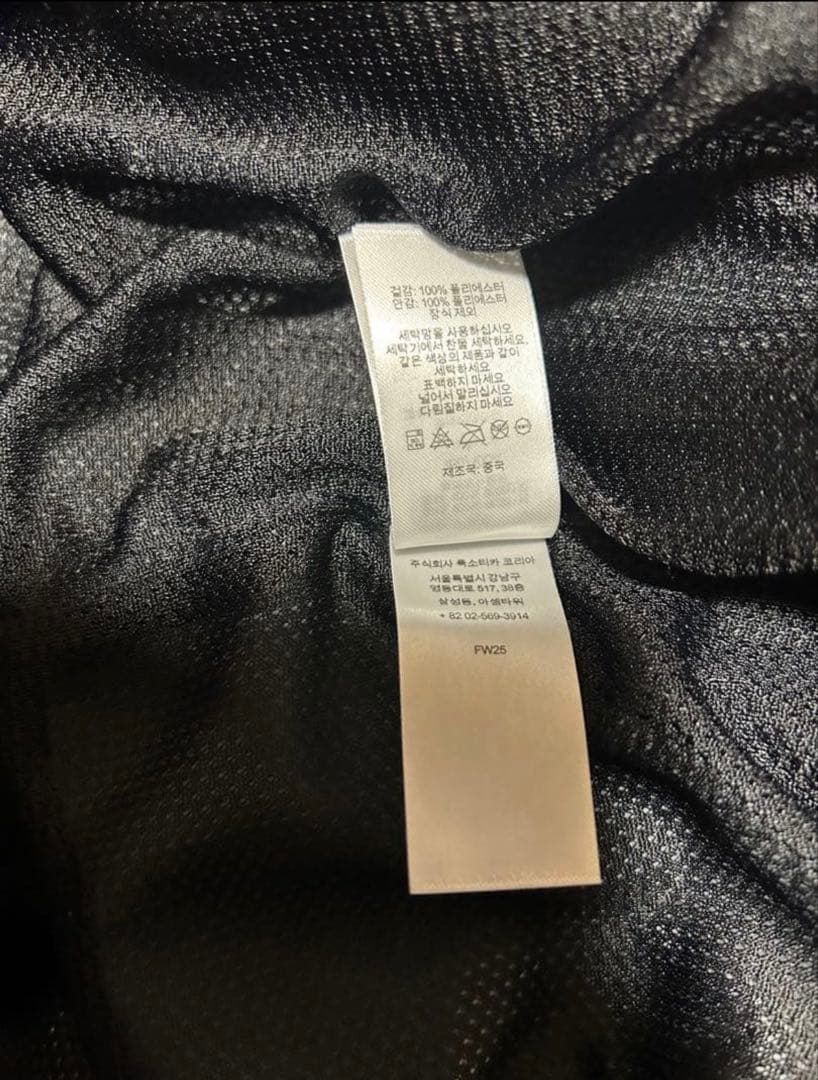 겉감: 100% 폴리에스터
안감: 100% 폴리에스터
장식 제외
세탁망을 사용하십시오
세탁기에서 찬물 세탁하세요.
같은 색상의 제품과 같이
세탁하세요
표백하지 마세요
널어서 말리십시오
다림질하지 마세요
제조국: 중국
주식회사 룩소티카 코리아
서울특별시 강남구
영동대로 517, 38층
삼성동, 아셈타워
+ 82 02-569-3914
FW25